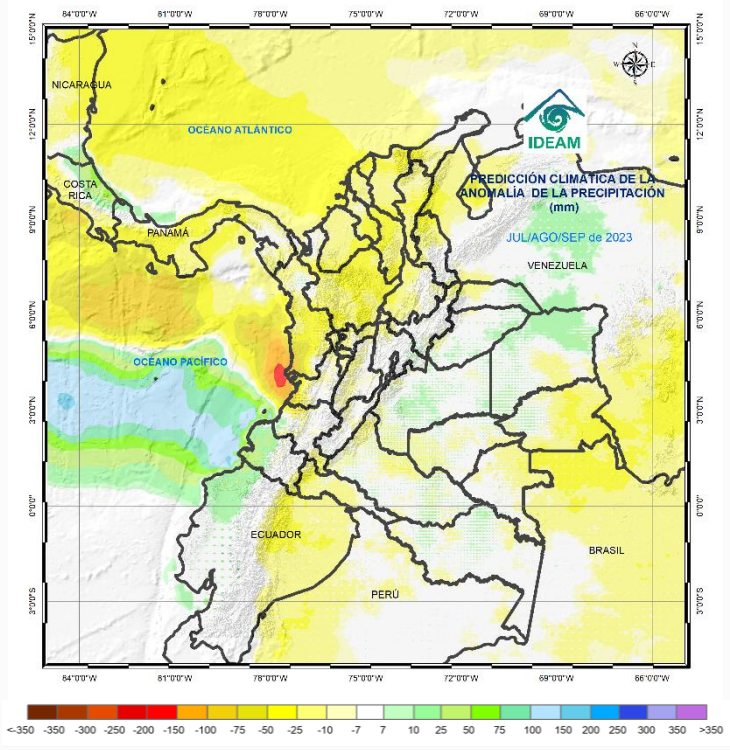 84°0'0"W 81°0'0"W 78°0'0"W 75°0'0"W 72°0'0"W 69°0'0"W 66°0'0"W
15°0'0"N
15°0'0"N
N
W E
S
NICARAGUA
12°0'0"N
12°0'0"N
OCÉANO ATLÁNTICO
IDEAM
PREDICCIÓN CLIMÁTICA DE LA
ANOMALÍA DE LA PRECIPITACIÓN
(mm)
COSTA
RICA
9°0'0"N
9°0'0"N
PANAMÁ
JUL/AGO/SEP de 2023
VENEZUELA
6°0'0"N
6°0'0"N
OCÉANO PACÍFICO
3°0'0"N
3°0'0"N
0°0'0"
0°0'0"
ECUADOR
BRASIL
PERÚ
3°0'0"S
3°0'0"S
84°0'0"W 81°0'0"W 78°0'0"W 75°0'0"W 72°0'0"W 69°0'0"W 66°0'0"W
<-350 -350 -300 -250 -200 -150 -100 -75 -50 -25 -10 -7 7 10 25 50 75 100 150 200 250 300 350 >350